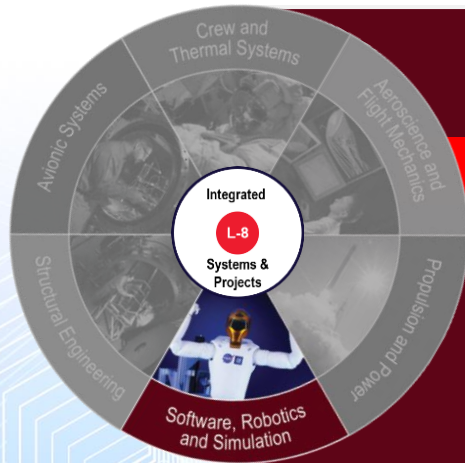 Crew and
Thermal Systems
Aeroscience and
Flight Mechanics
Avionic Systems
Integrated
L-8
Systems &
Projects
Structural Engineering
Propulsion and Power
Software, Robotics
and Simulation